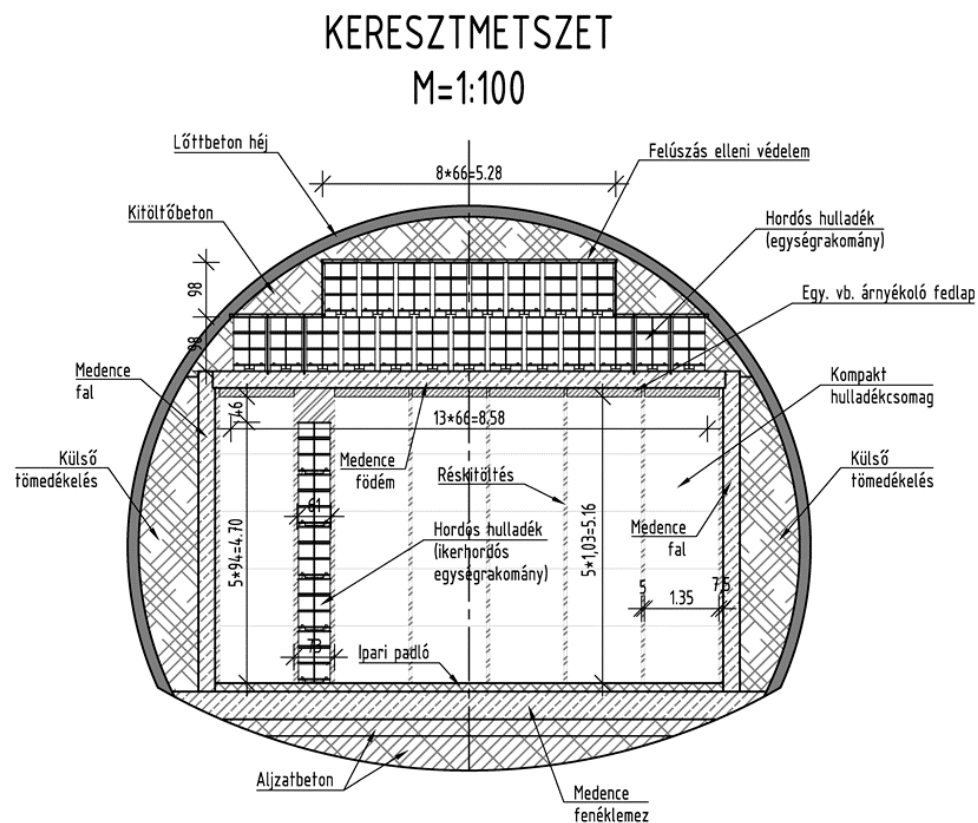 KERESZTMETSZET
M=1:100
Lőttbeton héj
Felúszás elleni védelem
8*66=5.28
Kitöltőbeton
Hordós hulladék
(egységrakomány)
98
Egy. vb. árnyékoló fedlap
98
Medence
fal
Kompakt
hulladékcsomag
46
13*66=8.58
Medence
födém
Külső
tömedékelés
Réskitöltés
Külső
tömedékelés
61
Hordós hulladék
(ikerhordós
egységrakomány)
Medence
fal
5*94=4.70
5*1,03=5.16
5
1.35
7,5
73
Ipari padló
Aljzatbeton
Medence
fenéklemez